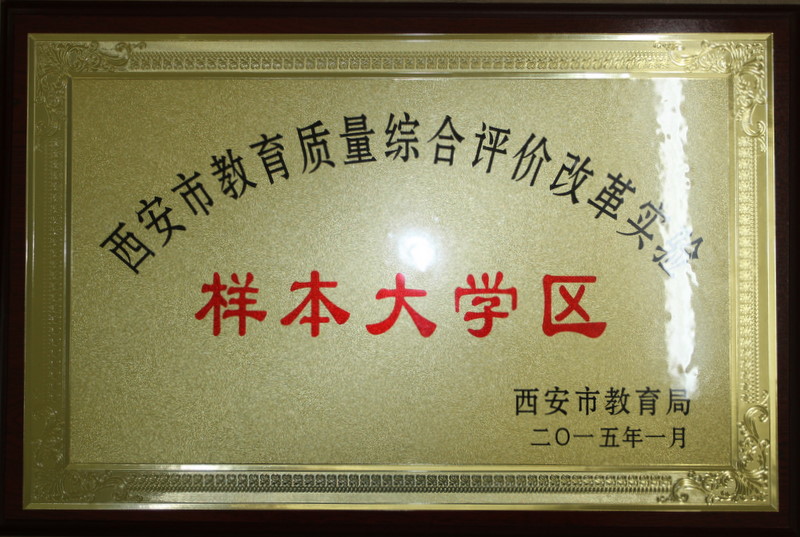 西安市教育质量综合评价改革实验
样本大学区
西安市教育局
二〇一五年一月